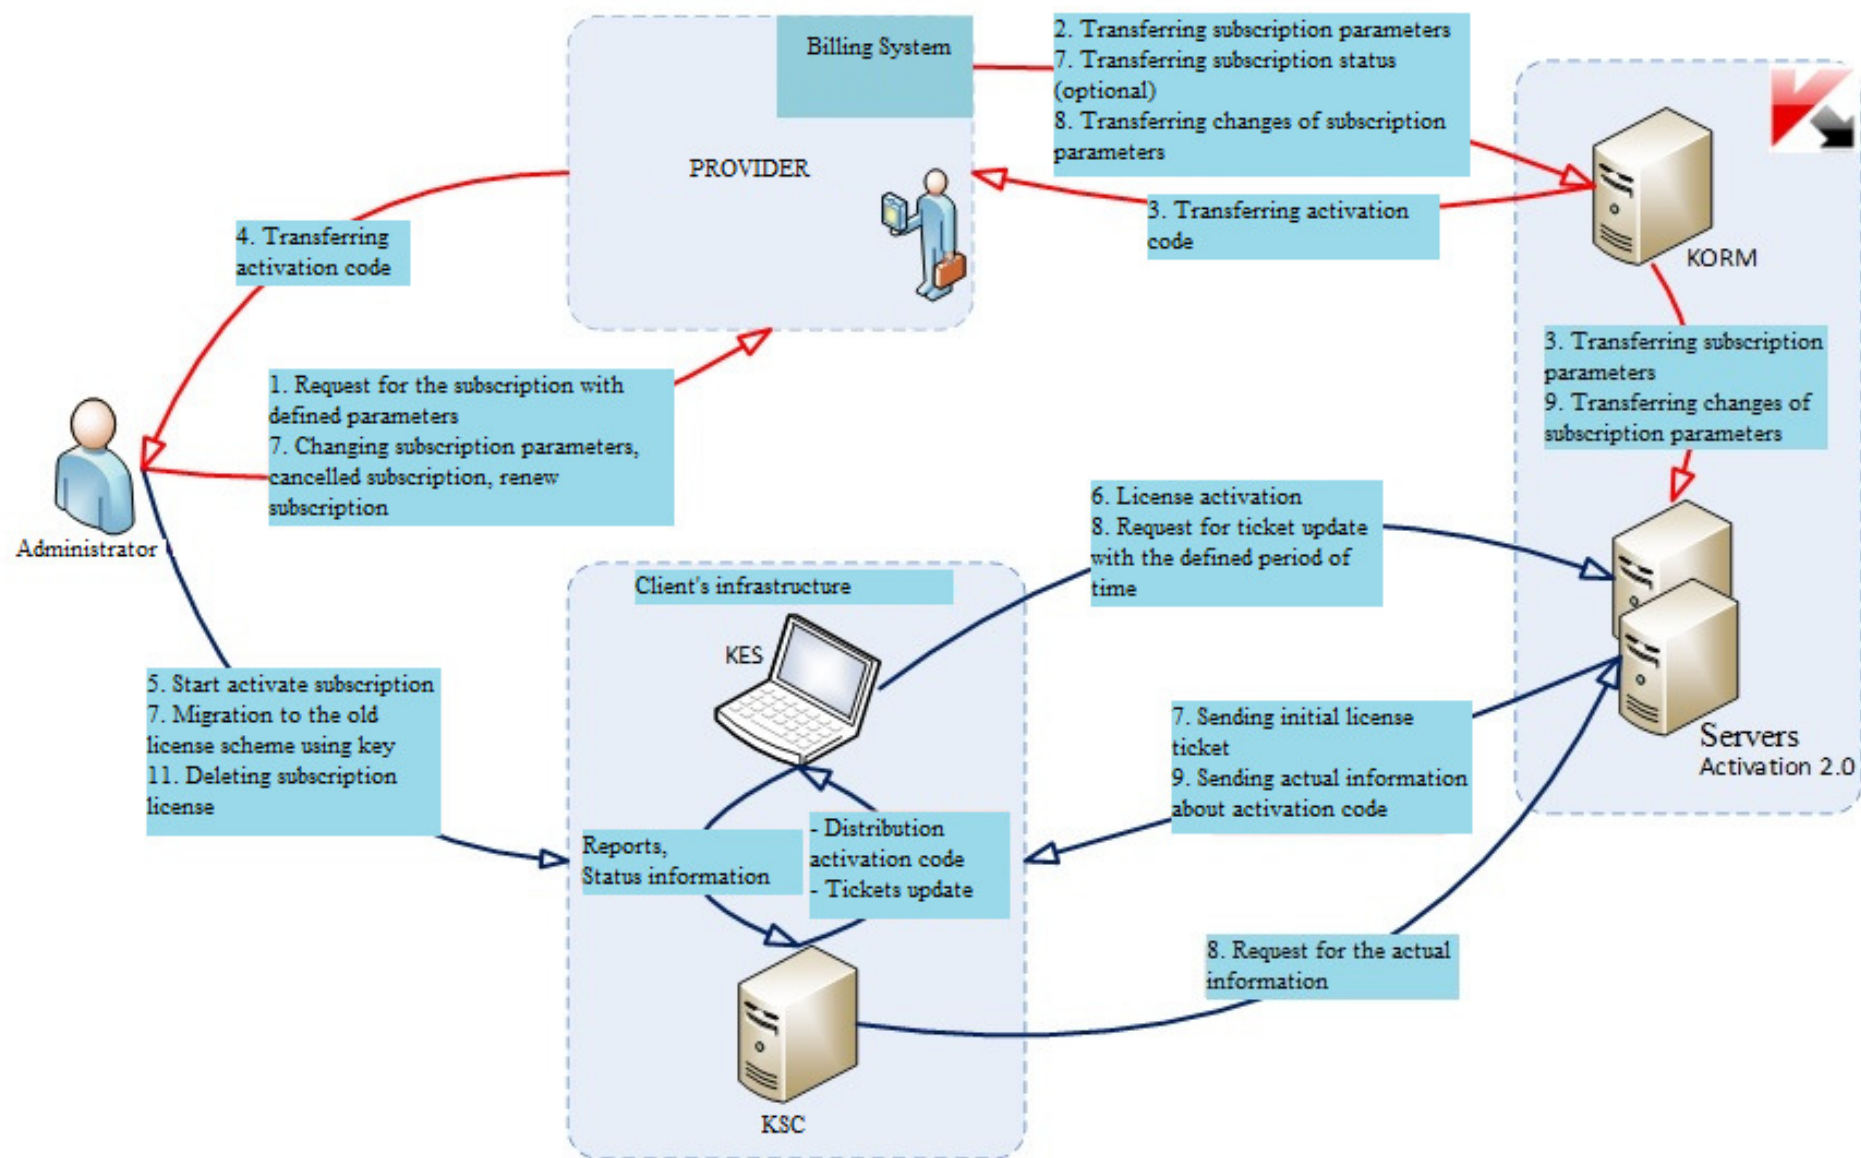 Billing System
2. Transferring subscription parameters
7. Transferring subscription status
(optional)
8. Transferring changes of subscription
parameters
PROVIDER
3. Transferring activation
code
KORM
4. Transferring
activation code
3. Transferring subscription
parameters
9. Transferring changes of
subscription parameters
1. Request for the subscription with
defined parameters
7. Changing subscription parameters,
cancelled subscription, renew
subscription
Administrator
6. License activation
8. Request for ticket update
with the defined period of
time
Client's infrastructure
KES
5. Start activate subscription
7. Migration to the old
license scheme using key
11. Deleting subscription
license
7. Sending initial license
ticket
9. Sending actual information
about activation code
Servers
Activation 2.0
Reports,
Status information
- Distribution
activation code
- Tickets update
8. Request for the actual
information
KSC